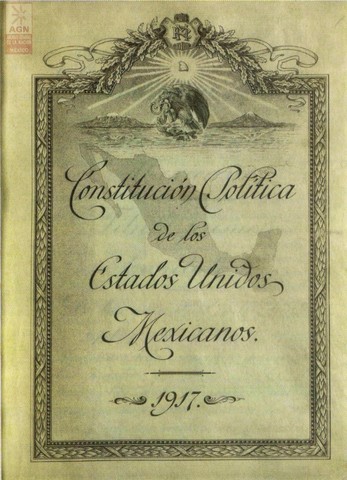 AGN
Constitución Política
de los
Estados Unidos
Mexicanos.
1917.